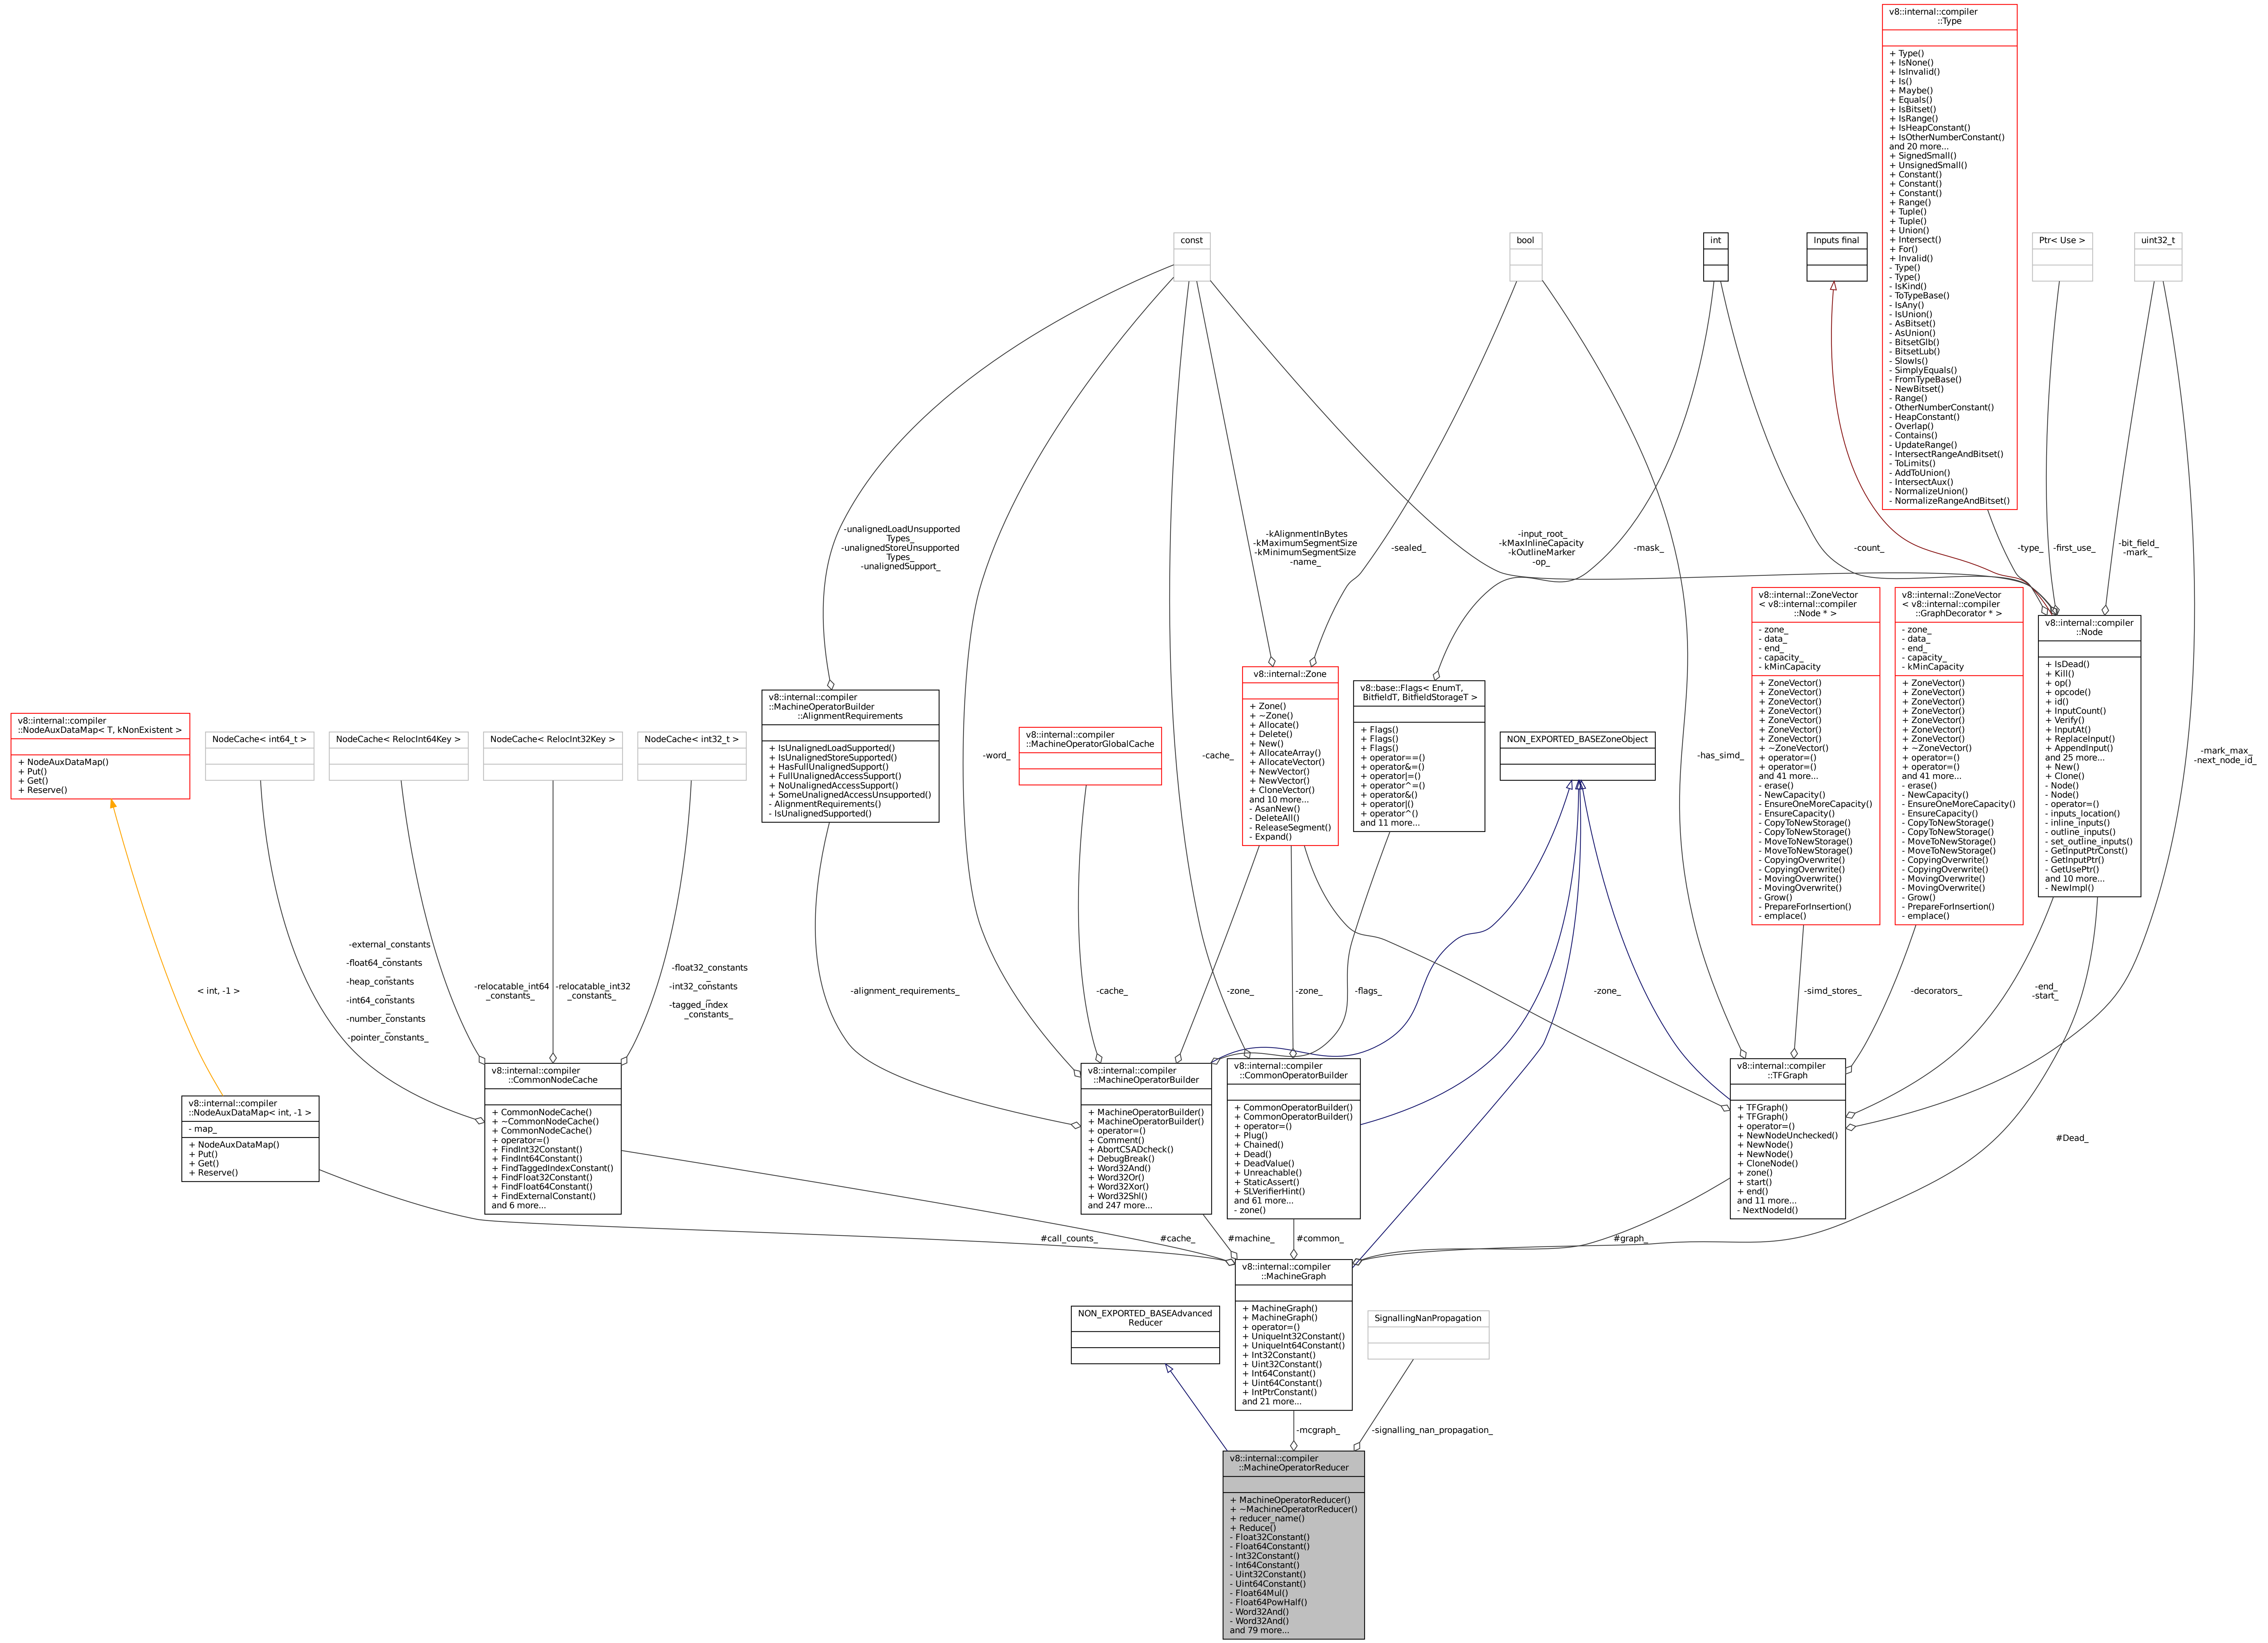 v8::internal::compiler
::Type
+ Type()
+ IsNone()
+ IsInvalid()
+ Is()
+ Maybe()
+ Equals()
+ IsBitset()
+ IsRange()
+ IsHeapConstant()
+ IsOtherNumberConstant()
and 20 more...
+ SignedSmall()
+ UnsignedSmall()
+ Constant()
+ Constant()
+ Constant()
+ Range()
+ Tuple()
+ Tuple()
+ Union()
+ Intersect()
+ For()
+ Invalid()
- Type()
- Type()
- IsKind()
- ToTypeBase()
- IsAny()
- IsUnion()
- AsBitset()
- AsUnion()
- BitsetGlb()
- BitsetLub()
- SlowIs()
- SimplyEquals()
- FromTypeBase()
- NewBitset()
- Range()
- OtherNumberConstant()
- HeapConstant()
- Overlap()
- Contains()
- UpdateRange()
- IntersectRangeAndBitset()
- ToLimits()
- AddToUnion()
- IntersectAux()
- NormalizeUnion()
- NormalizeRangeAndBitset()
const
bool
int
Inputs final
Ptr< Use >
uint32_t
-unalignedLoadUnsupported
Types_
-unalignedStoreUnsupported
Types_
-unalignedSupport_
-kAlignmentInBytes
-kMaximumSegmentSize
-kMinimumSegmentSize
-name_
-sealed_
-input_root_
-kMaxInlineCapacity
-kOutlineMarker
-op_
-mask_
-count_
-type_
-first_use_
-bit_field_
-mark_
v8::internal::compiler
::NodeAuxDataMap< T, kNonExistent >
+ NodeAuxDataMap()
+ Put()
+ Get()
+ Reserve()
NodeCache< int64_t >
NodeCache< RelocInt64Key >
NodeCache< RelocInt32Key >
NodeCache< int32_t >
v8::internal::compiler
::MachineOperatorBuilder
::AlignmentRequirements
+ IsUnalignedLoadSupported()
+ IsUnalignedStoreSupported()
+ HasFullUnalignedSupport()
+ FullUnalignedAccessSupport()
+ NoUnalignedAccessSupport()
+ SomeUnalignedAccessUnsupported()
- AlignmentRequirements()
- IsUnalignedSupported()
-word_
v8::internal::compiler
::MachineOperatorGlobalCache
-cache_
v8::internal::Zone
+ Zone()
+ ~Zone()
+ Allocate()
+ Delete()
+ New()
+ AllocateArray()
+ AllocateVector()
+ NewVector()
+ NewVector()
+ CloneVector()
and 10 more...
- AsanNew()
- DeleteAll()
- ReleaseSegment()
- Expand()
v8::base::Flags< EnumT,
BitfieldT, BitfieldStorageT >
+ Flags()
+ Flags()
+ Flags()
+ operator==()
+ operator&=()
+ operator|=()
+ operator^=()
+ operator&()
+ operator|()
+ operator^()
and 11 more...
NON_EXPORTED_BASEZoneObject
-has_simd_
v8::internal::ZoneVector
< v8::internal::compiler
::Node * >
- zone_
- data_
- end_
- capacity_
- kMinCapacity
+ ZoneVector()
+ ZoneVector()
+ ZoneVector()
+ ZoneVector()
+ ZoneVector()
+ ZoneVector()
+ ZoneVector()
+ ~ZoneVector()
+ operator=()
+ operator=()
and 41 more...
- erase()
- NewCapacity()
- EnsureOneMoreCapacity()
- EnsureCapacity()
- CopyToNewStorage()
- CopyToNewStorage()
- MoveToNewStorage()
- MoveToNewStorage()
- CopyingOverwrite()
- CopyingOverwrite()
- MovingOverwrite()
- MovingOverwrite()
- Grow()
- PrepareForInsertion()
- emplace()
v8::internal::ZoneVector
< v8::internal::compiler
::GraphDecorator * >
- zone_
- data_
- end_
- capacity_
- kMinCapacity
+ ZoneVector()
+ ZoneVector()
+ ZoneVector()
+ ZoneVector()
+ ZoneVector()
+ ZoneVector()
+ ZoneVector()
+ ~ZoneVector()
+ operator=()
+ operator=()
and 41 more...
- erase()
- NewCapacity()
- EnsureOneMoreCapacity()
- EnsureCapacity()
- CopyToNewStorage()
- CopyToNewStorage()
- MoveToNewStorage()
- MoveToNewStorage()
- CopyingOverwrite()
- CopyingOverwrite()
- MovingOverwrite()
- MovingOverwrite()
- Grow()
- PrepareForInsertion()
- emplace()
v8::internal::compiler
::Node
+ IsDead()
+ Kill()
+ op()
+ opcode()
+ id()
+ InputCount()
+ Verify()
+ InputAt()
+ ReplaceInput()
+ AppendInput()
and 25 more...
+ New()
+ Clone()
- Node()
- Node()
- operator=()
- inputs_location()
- inline_inputs()
- outline_inputs()
- set_outline_inputs()
- GetInputPtrConst()
- GetInputPtr()
- GetUsePtr()
and 10 more...
- NewImpl()
-mark_max_
-next_node_id_
< int, -1 >
-external_constants
_
-float64_constants
_
-heap_constants
_
-int64_constants
_
-number_constants
_
-pointer_constants_
-relocatable_int64
_constants_
-relocatable_int32
_constants_
-float32_constants
_
-int32_constants
_
-tagged_index
_constants_
-alignment_requirements_
-cache_
-zone_
-zone_
-flags_
-zone_
-simd_stores_
-decorators_
-end_
-start_
v8::internal::compiler
::NodeAuxDataMap< int, -1 >
- map_
+ NodeAuxDataMap()
+ Put()
+ Get()
+ Reserve()
v8::internal::compiler
::CommonNodeCache
+ CommonNodeCache()
+ ~CommonNodeCache()
+ CommonNodeCache()
+ operator=()
+ FindInt32Constant()
+ FindInt64Constant()
+ FindTaggedIndexConstant()
+ FindFloat32Constant()
+ FindFloat64Constant()
+ FindExternalConstant()
and 6 more...
v8::internal::compiler
::MachineOperatorBuilder
+ MachineOperatorBuilder()
+ MachineOperatorBuilder()
+ operator=()
+ Comment()
+ AbortCSADcheck()
+ DebugBreak()
+ Word32And()
+ Word32Or()
+ Word32Xor()
+ Word32Shl()
and 247 more...
v8::internal::compiler
::CommonOperatorBuilder
+ CommonOperatorBuilder()
+ CommonOperatorBuilder()
+ operator=()
+ Plug()
+ Chained()
+ Dead()
+ DeadValue()
+ Unreachable()
+ StaticAssert()
+ SLVerifierHint()
and 61 more...
- zone()
v8::internal::compiler
::TFGraph
+ TFGraph()
+ TFGraph()
+ operator=()
+ NewNodeUnchecked()
+ NewNode()
+ NewNode()
+ CloneNode()
+ zone()
+ start()
+ end()
and 11 more...
- NextNodeId()
#Dead_
#call_counts_
#cache_
#machine_
#common_
#graph_
v8::internal::compiler
::MachineGraph
+ MachineGraph()
+ MachineGraph()
+ operator=()
+ UniqueInt32Constant()
+ UniqueInt64Constant()
+ Int32Constant()
+ Uint32Constant()
+ Int64Constant()
+ Uint64Constant()
+ IntPtrConstant()
and 21 more...
NON_EXPORTED_BASEAdvanced
Reducer
SignallingNanPropagation
-mcgraph_
-signalling_nan_propagation_
v8::internal::compiler
::MachineOperatorReducer
+ MachineOperatorReducer()
+ ~MachineOperatorReducer()
+ reducer_name()
+ Reduce()
- Float32Constant()
- Float64Constant()
- Int32Constant()
- Int64Constant()
- Uint32Constant()
- Uint64Constant()
- Float64Mul()
- Float64PowHalf()
- Word32And()
- Word32And()
and 79 more...